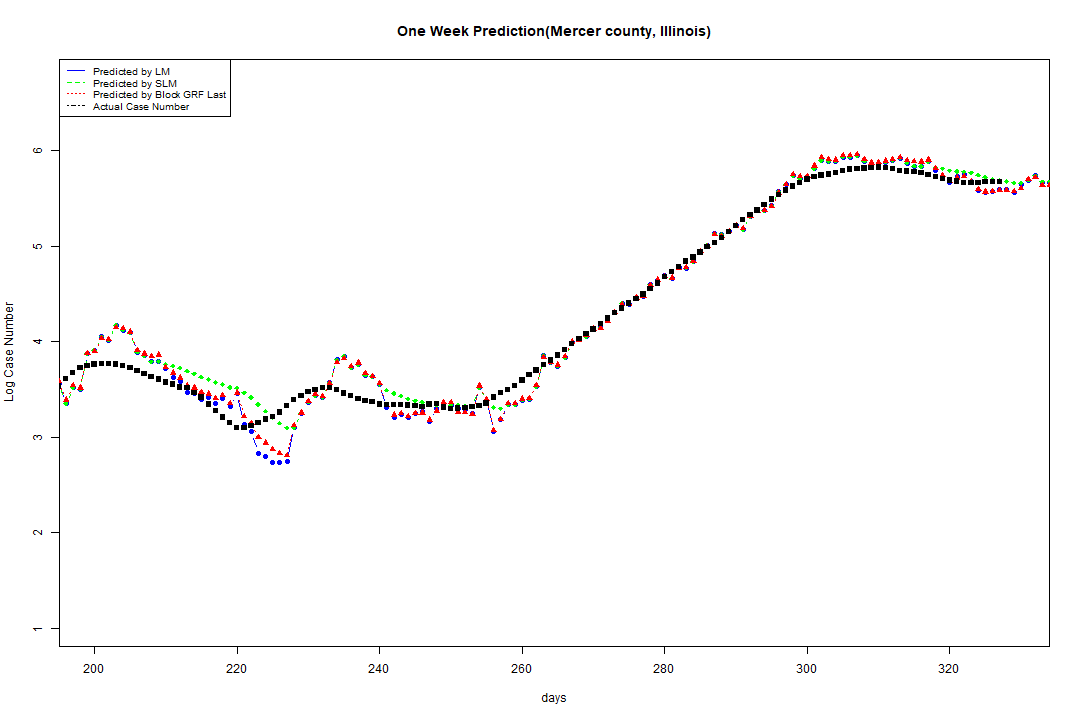 One Week Prediction(Mercer county, Illinois)
Predicted by LM
Predicted by SLM
Predicted by Block GRF Last
Actual Case Number
6
5
4
3
2
1
Log Case Number
200 220 240 260 280 300 320
days